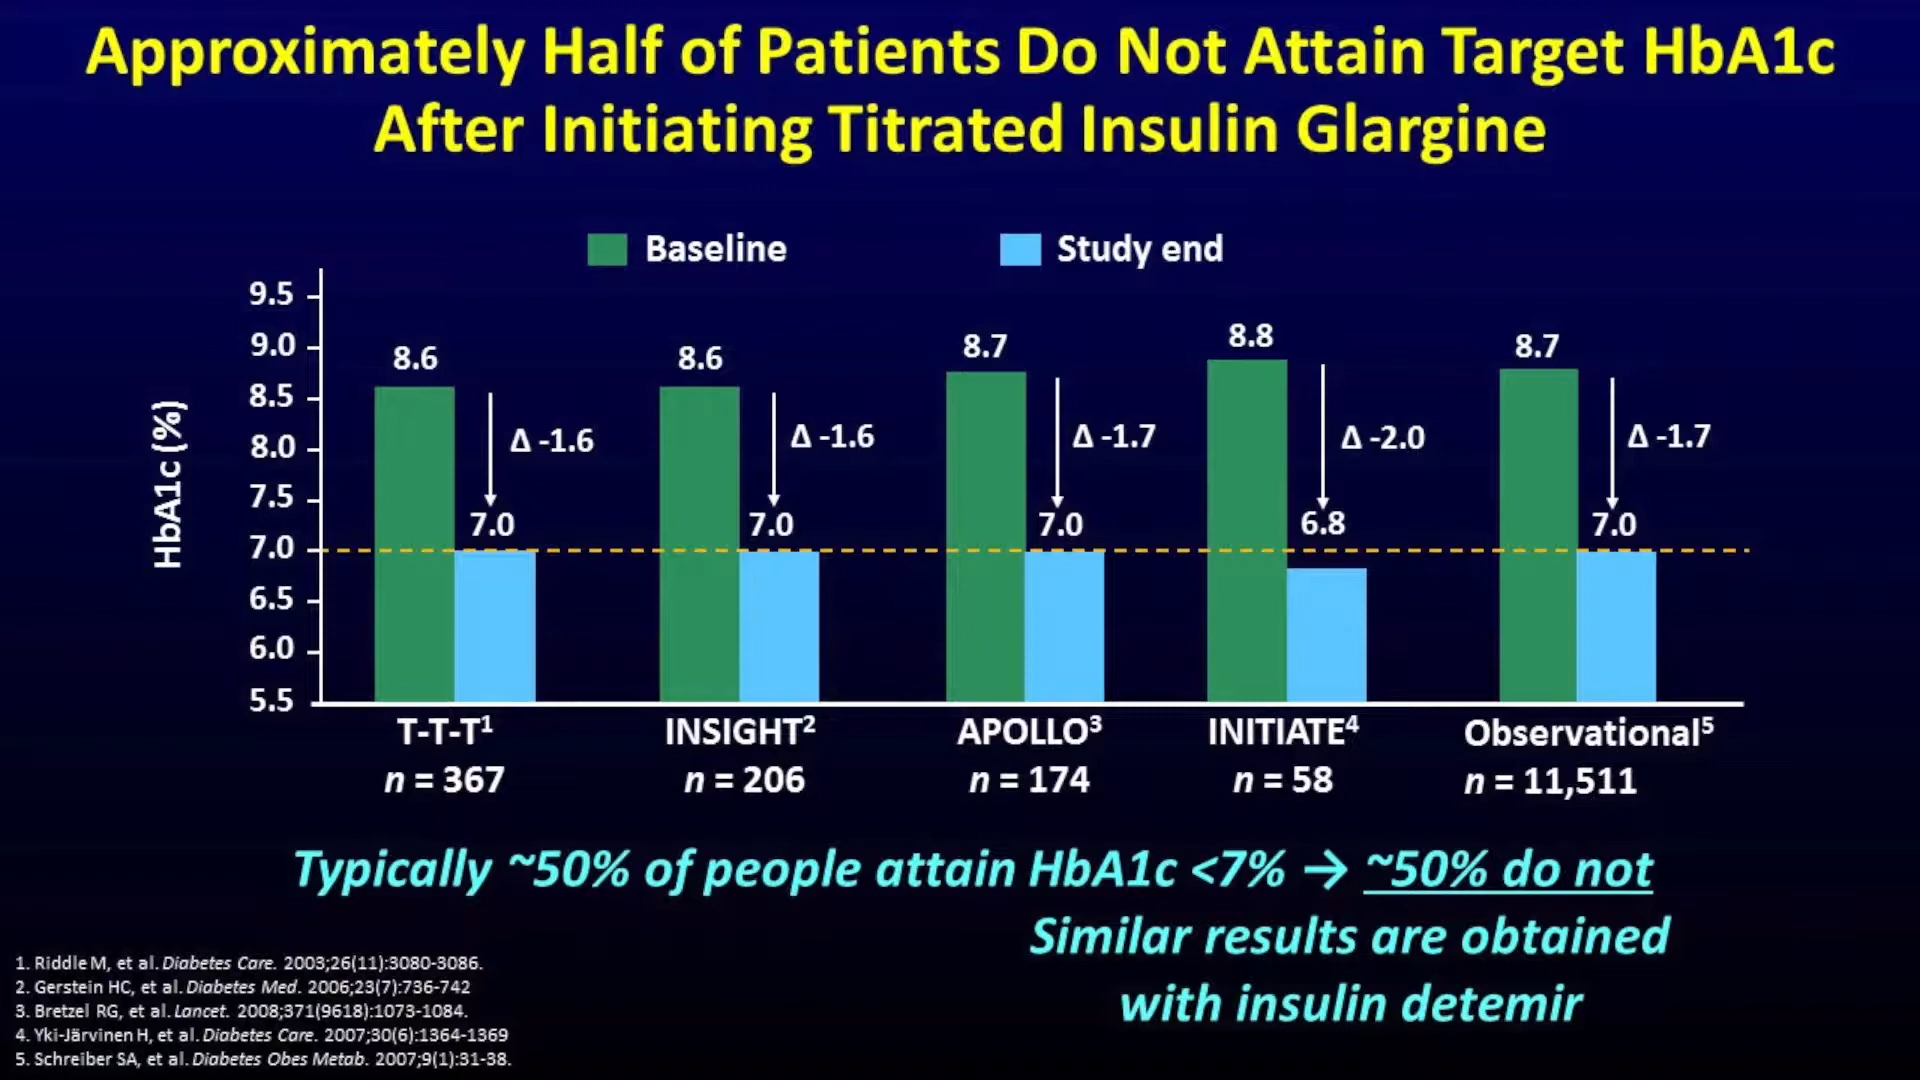 Approximately Half of Patients Do Not Attain Target HbA1c
After Initiating Titrated Insulin Glargine
Baseline
Study end
HbA1c (%)
9.5
9.0
8.5
8.0
7.5
7.0
6.5
6.0
5.5
8.6
Δ -1.6
7.0
8.6
Δ -1.6
7.0
8.7
Δ -1.7
7.0
8.8
Δ -2.0
6.8
8.7
Δ -1.7
7.0
T-T-T¹
n = 367
INSIGHT²
n = 206
APOLLO³
n = 174
INITIATE⁴
n = 58
Observational⁵
n = 11,511
Typically ~50% of people attain HbA1c <7% → ~50% do not
Similar results are obtained
with insulin detemir
1. Riddle M, et al. Diabetes Care. 2003;26(11):3080-3086.
2. Gerstein HC, et al. Diabetes Med. 2006;23(7):736-742
3. Bretzel RG, et al. Lancet. 2008;371(9618):1073-1084.
4. Yki-Järvinen H, et al. Diabetes Care. 2007;30(6):1364-1369
5. Schreiber SA, et al. Diabetes Obes Metab. 2007;9(1):31-38.